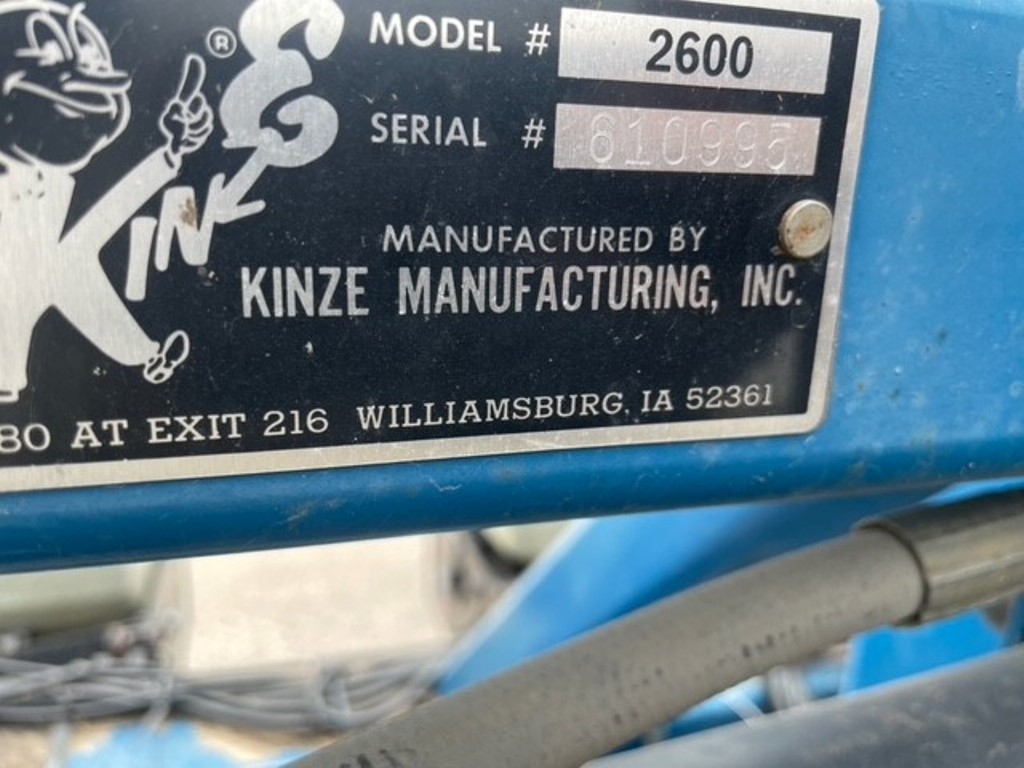 KINZE ®
MODEL # 2600
SERIAL # 610995
MANUFACTURED BY
KINZE MANUFACTURING, INC.
80 AT EXIT 216 WILLIAMSBURG, IA 52361